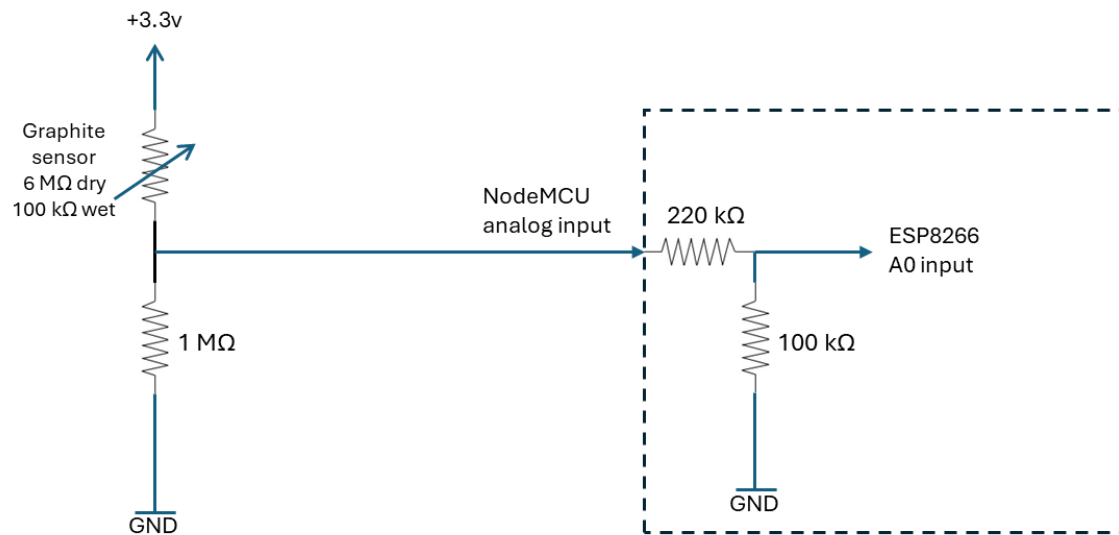 +3.3v
Graphite
sensor
6 MΩ dry
100 kΩ wet
NodeMCU
analog input
220 kΩ
ESP8266
A0 input
1 MΩ
100 kΩ
GND
GND